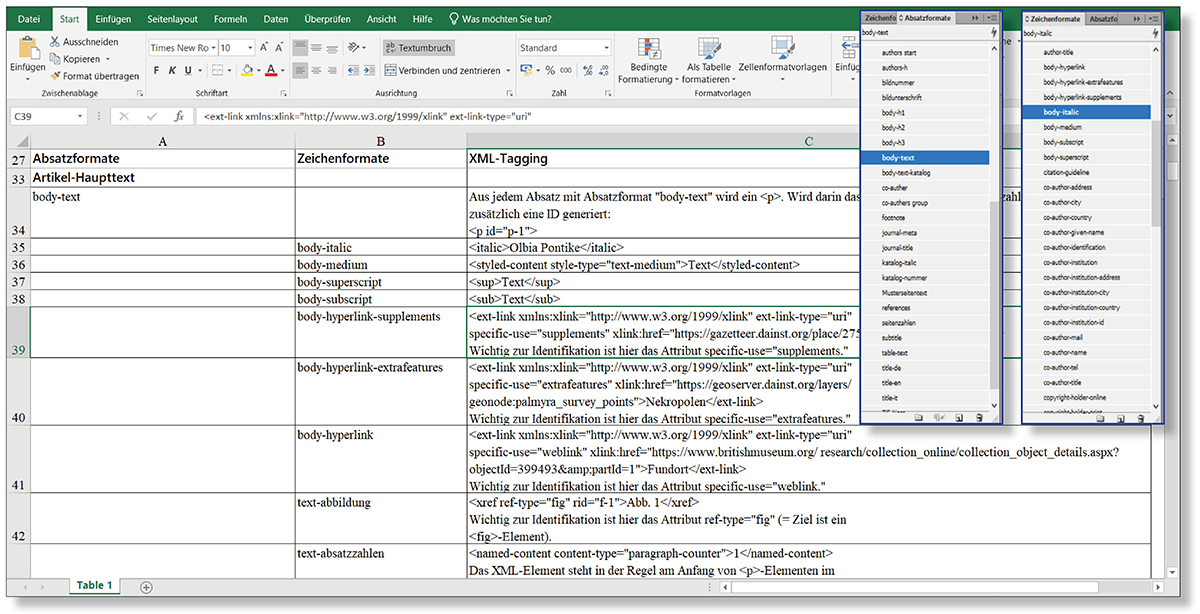 Datei Start Einfügen Seitenlayout Formeln Daten Überprüfen Ansicht Hilfe Was möchten Sie tun?
Einfügen
Ausschneiden
Kopieren
Format übertragen
Zwischenablage
Times New Ro 10
F K U
Schriftart
Textumbruch
Verbinden und zentrieren
Ausrichtung
Standard
% 000
Zahl
Bedingte
Formatierung
Als Tabelle
formatieren
Zellenformatvorlagen
Formatvorlagen
Einfüg
C39 fx <ext-link xmlns:xlink="http://www.w3.org/1999/xlink" ext-link-type="uri"
A B C
27 Absatzformate Zeichenformate XML-Tagging
33 Artikel-Haupttext
34 body-text
Aus jedem Absatz mit Absatzformat "body-text" wird ein <p>. Wird darin das
zusätzlich eine ID generiert:
<p id="p-1">
35 body-italic <italic>Olbia Pontike</italic>
36 body-medium <styled-content style-type="text-medium">Text</styled-content>
37 body-superscript <sup>Text</sup>
38 body-subscript <sub>Text</sub>
39 body-hyperlink-supplements <ext-link xmlns:xlink="http://www.w3.org/1999/xlink" ext-link-type="uri"
specific-use="supplements" xlink:href="https://gazetteer.dainst.org/place/275
Wichtig zur Identifikation ist hier das Attribut specific-use="supplements."
40 body-hyperlink-extrafeatures <ext-link xmlns:xlink="http://www.w3.org/1999/xlink" ext-link-type="uri"
specific-use="extrafeatures" xlink:href="https://geoserver.dainst.org/layers/
geonode:palmyra_survey_points">Nekropolen</ext-link>
Wichtig zur Identifikation ist hier das Attribut specific-use="extrafeatures."
41 body-hyperlink <ext-link xmlns:xlink="http://www.w3.org/1999/xlink" ext-link-type="uri"
specific-use="weblink" xlink:href="https://www.britishmuseum.org/ research/collection_online/collection_object_details.aspx?
objectId=399493&amp;partId=1">Fundort</ext-link>
Wichtig zur Identifikation ist hier das Attribut specific-use="weblink."
42 text-abbildung <xref ref-type="fig" rid="f-1">Abb. 1</xref>
Wichtig zur Identifikation ist hier das Attribut ref-type="fig" (= Ziel ist ein
<fig>-Element).
text-absatzzahlen <named-content content-type="paragraph-counter">1</named-content>
Das XML-Element steht in der Regel am Anfang von <p>-Elementen im
Table 1
Zeichenfo Absatzformate
body-text
authors start
authors-h
bildnummer
bildunterschrift
body-h1
body-h2
body-h3
body-text
body-text-katalog
co-auther
co-authers group
footnote
journal-meta
journal-title
katalog-italic
katalog-nummer
Musterseitentext
references
seitenzahlen
subtitle
table-text
title-de
title-en
title-it
Zeichenformate Absatzfo
body-italic
author-title
body-hyperlink
body-hyperlink-extrafeatures
body-hyperlink-supplements
body-italic
body-medium
body-subscript
body-superscript
citation-guideline
co-author-address
co-author-city
co-author-country
co-author-given-name
co-author-identification
co-author-institution
co-author-institution-address
co-author-institution-city
co-author-institution-country
co-author-institution-id
co-author-mail
co-author-name
co-author-tel
co-author-title
copyright-holder-online